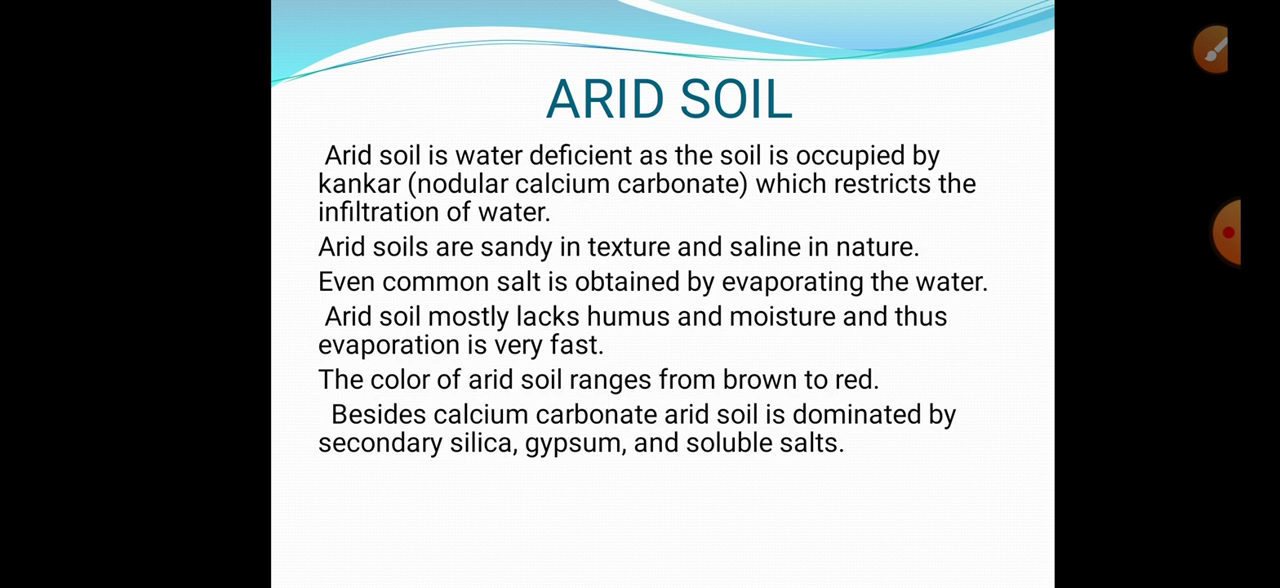 ARID SOIL
Arid soil is water deficient as the soil is occupied by
kankar (nodular calcium carbonate) which restricts the
infiltration of water.
Arid soils are sandy in texture and saline in nature.
Even common salt is obtained by evaporating the water.
Arid soil mostly lacks humus and moisture and thus
evaporation is very fast.
The color of arid soil ranges from brown to red.
Besides calcium carbonate arid soil is dominated by
secondary silica, gypsum, and soluble salts.